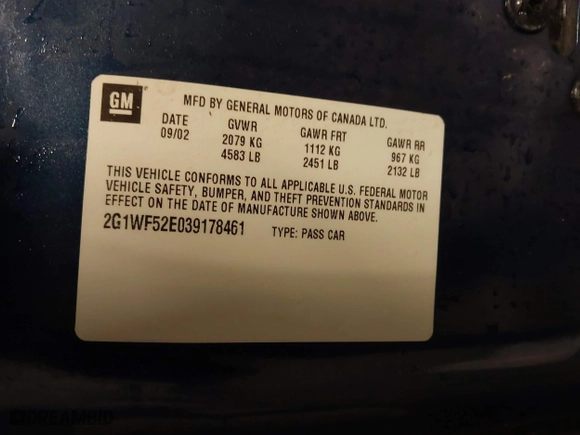 GM
MFD BY GENERAL MOTORS OF CANADA LTD.
DATE GVWR GAWR FRT GAWR RR
09/02 2079 KG 1112 KG 967 KG
4583 LB 2451 LB 2132 LB
THIS VEHICLE CONFORMS TO ALL APPLICABLE U.S. FEDERAL MOTOR
VEHICLE SAFETY, BUMPER, AND THEFT PREVENTION STANDARDS IN
EFFECT ON THE DATE OF MANUFACTURE SHOWN ABOVE.
2G1WF52E039178461 TYPE: PASS CAR
DREAMBID